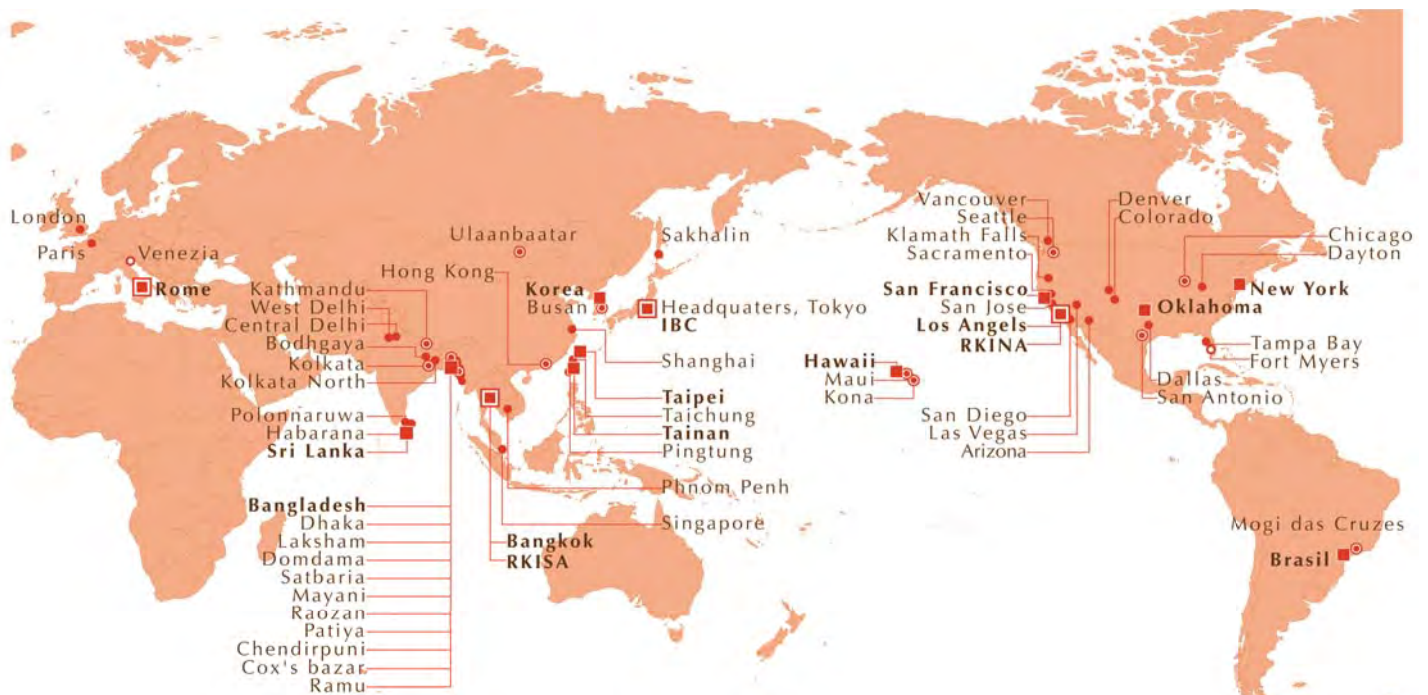 London
Paris
Venezia
Rome
Ulaanbaatar
Hong Kong
Kathmandu
West Delhi
Central Delhi
Bodhgaya
Kolkata
Kolkata North
Polonnaruwa
Habarana
Sri Lanka
Bangladesh
Dhaka
Laksham
Domdama
Satbaria
Mayani
Raozan
Patiya
Chendirpuni
Cox's bazar
Ramu
Sakhalin
Korea
Busan
Headquaters, Tokyo
IBC
Shanghai
Taipei
Taichung
Tainan
Pingtung
Phnom Penh
Singapore
Bangkok
RKISA
Vancouver
Seattle
Klamath Falls
Sacramento
San Francisco
San Jose
Los Angels
RKINA
Hawaii
Maui
Kona
San Diego
Las Vegas
Arizona
Denver
Colorado
Chicago
Dayton
New York
Oklahoma
Tampa Bay
Fort Myers
Dallas
San Antonio
Mogi das Cruzes
Brasil